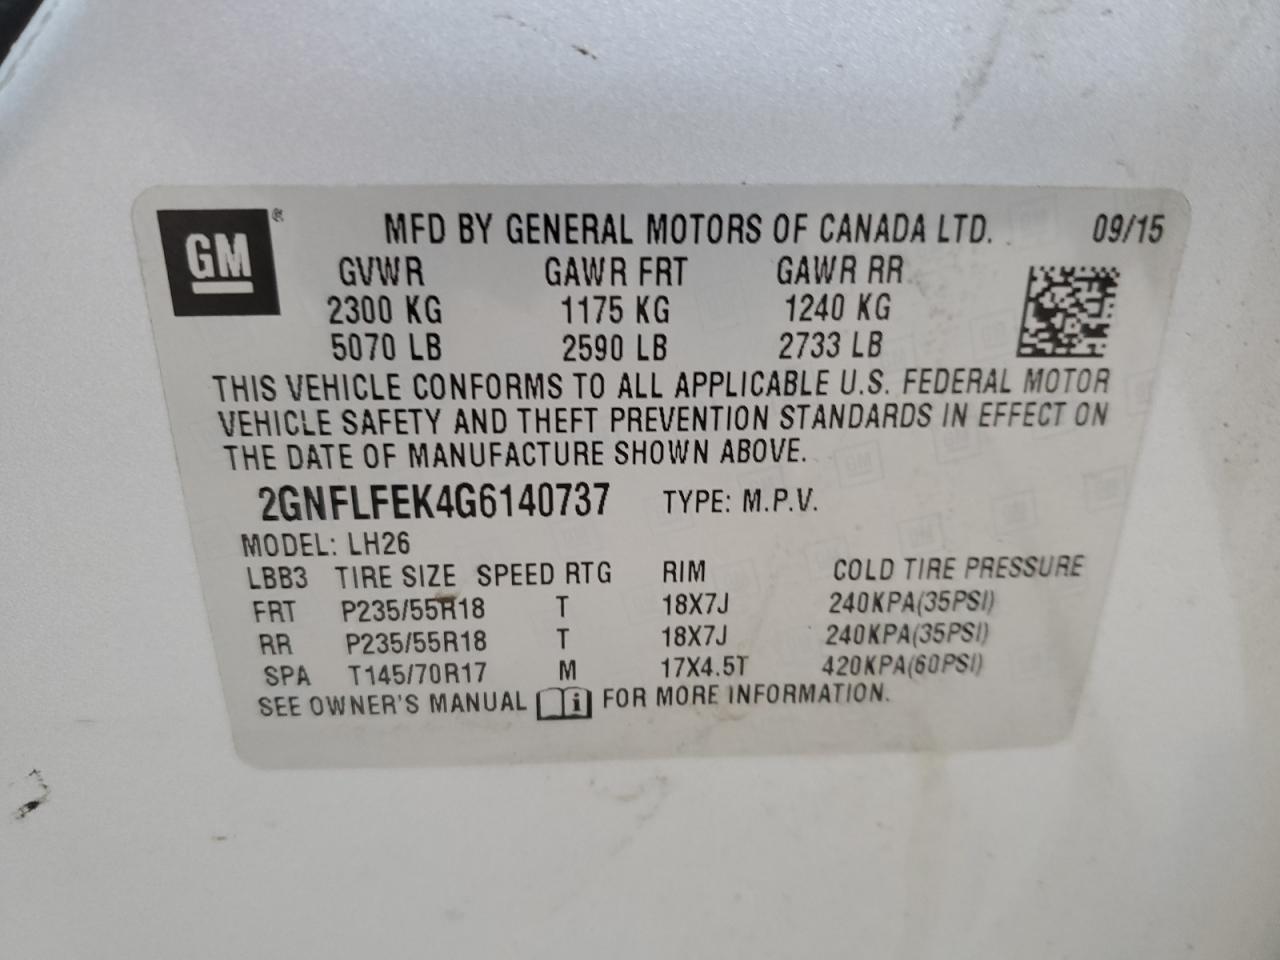 GM ®
MFD BY GENERAL MOTORS OF CANADA LTD. 09/15
GVWR GAWR FRT GAWR RR
2300 KG 1175 KG 1240 KG
5070 LB 2590 LB 2733 LB
THIS VEHICLE CONFORMS TO ALL APPLICABLE U.S. FEDERAL MOTOR
VEHICLE SAFETY AND THEFT PREVENTION STANDARDS IN EFFECT ON
THE DATE OF MANUFACTURE SHOWN ABOVE.
2GNFLFEK4G6140737 TYPE: M.P.V.
MODEL: LH26
LBB3 TIRE SIZE SPEED RTG RIM COLD TIRE PRESSURE
FRT P235/55R18 T 18X7J 240KPA(35PSI)
RR P235/55R18 T 18X7J 240KPA(35PSI)
SPA T145/70R17 M 17X4.5T 420KPA(60PSI)
SEE OWNER'S MANUAL i FOR MORE INFORMATION.